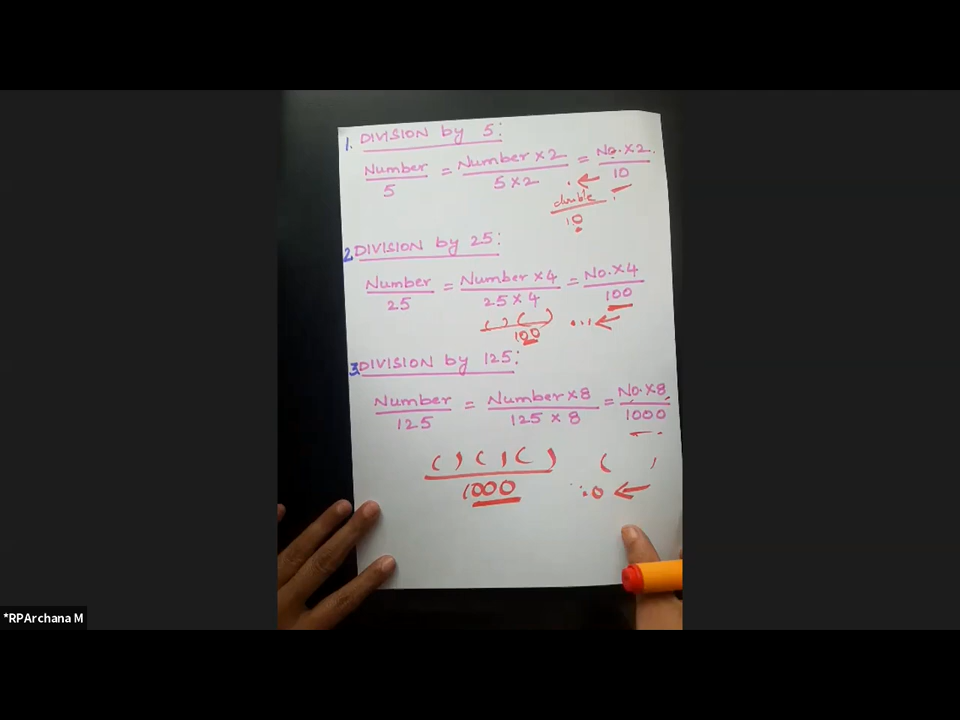 1. DIVISION by 5:
Number/5 = Number×2/5×2 = No.×2/10
double/10
2. DIVISION by 25:
Number/25 = Number×4/25×4 = No.×4/100
( ) ( )/100
3. DIVISION by 125:
Number/125 = Number×8/125×8 = No.×8/1000
( ) ( ) ( )/1000
*RPArchana M